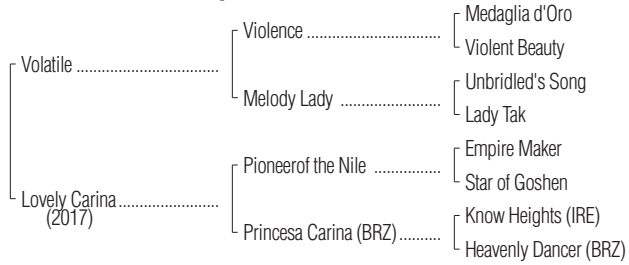 Medaglia d'Oro
Violence ........................
Violent Beauty
Volatile ................................
Unbridled's Song
Melody Lady ..................
Lady Tak
Empire Maker
Pioneerof the Nile ............
Star of Goshen
Lovely Carina......................
(2017)
Know Heights (IRE)
Princesa Carina (BRZ)........
Heavenly Dancer (BRZ)